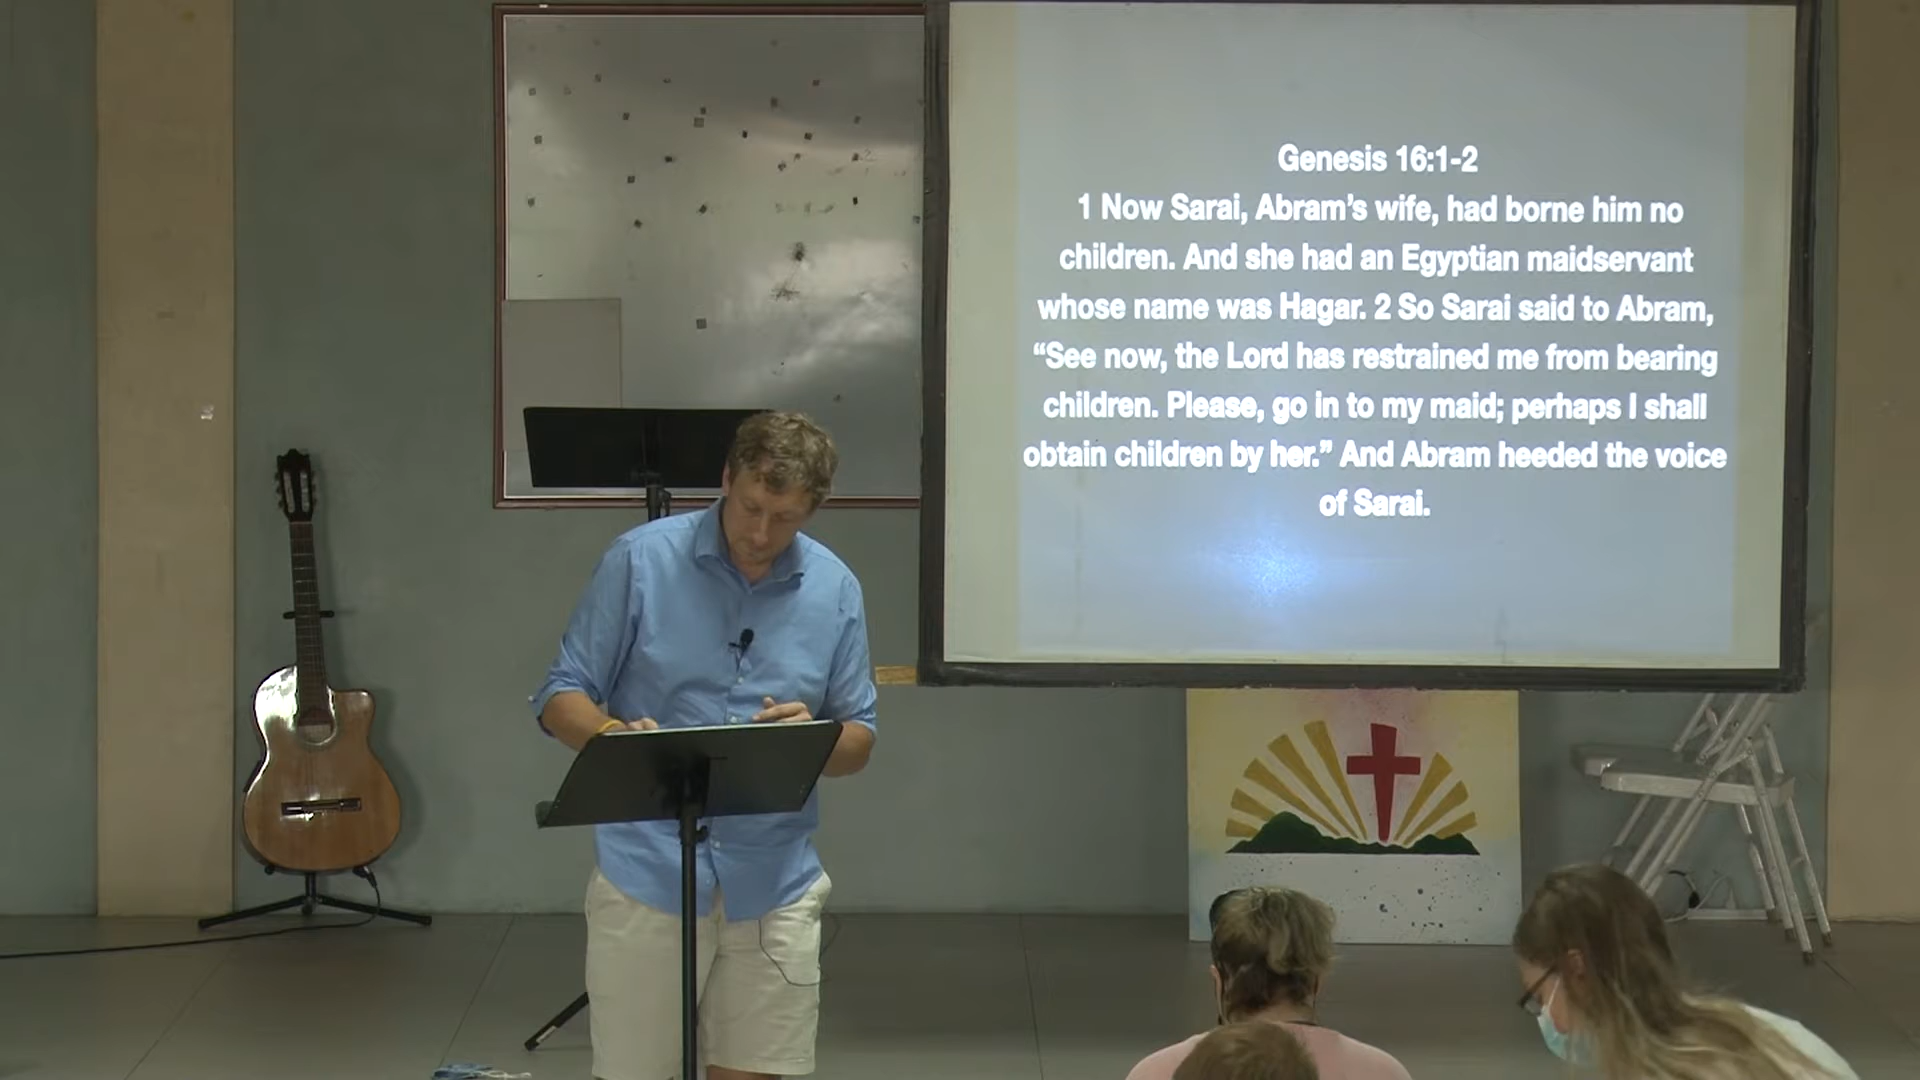 Genesis 16:1-2
1 Now Sarai, Abram’s wife, had borne him no
children. And she had an Egyptian maidservant
whose name was Hagar. 2 So Sarai said to Abram,
“See now, the Lord has restrained me from bearing
children. Please, go in to my maid; perhaps I shall
obtain children by her.” And Abram heeded the voice
of Sarai.